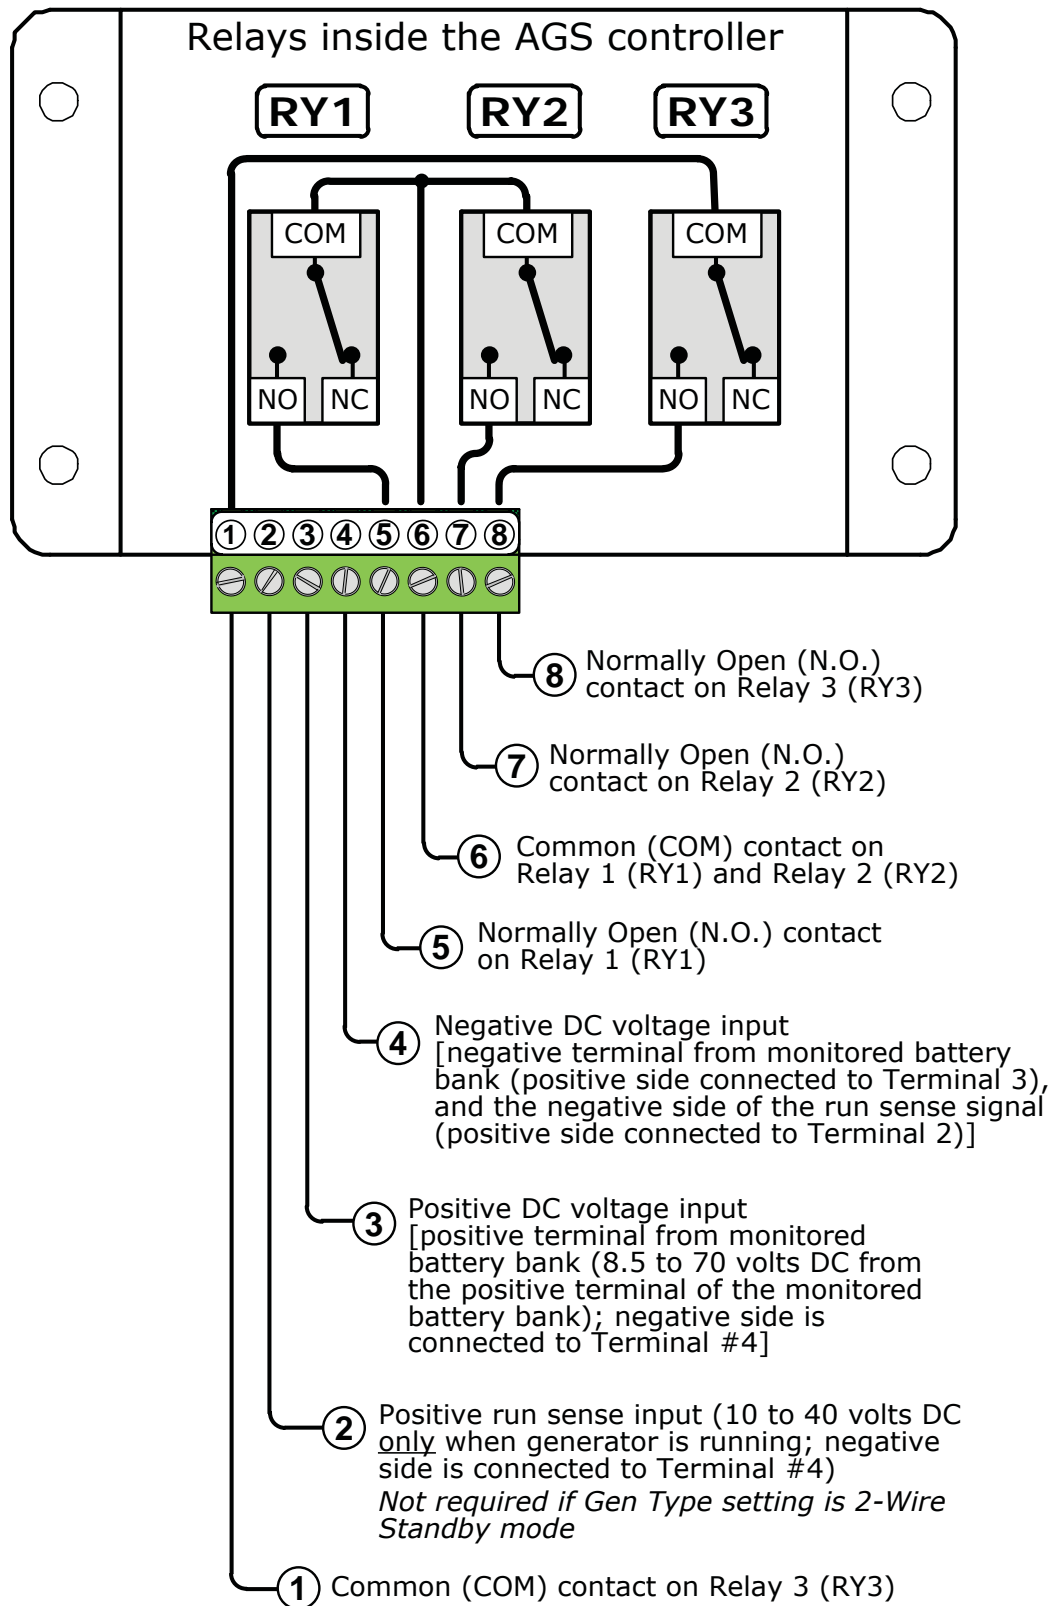 Relays inside the AGS controller
RY1 RY2 RY3
COM COM COM
NO NC NO NC NO NC
1 2 3 4 5 6 7 8
8 Normally Open (N.O.)
contact on Relay 3 (RY3)
7 Normally Open (N.O.)
contact on Relay 2 (RY2)
6 Common (COM) contact on
Relay 1 (RY1) and Relay 2 (RY2)
5 Normally Open (N.O.) contact
on Relay 1 (RY1)
4 Negative DC voltage input
[negative terminal from monitored battery
bank (positive side connected to Terminal 3),
and the negative side of the run sense signal
(positive side connected to Terminal 2)]
3 Positive DC voltage input
[positive terminal from monitored
battery bank (8.5 to 70 volts DC from
the positive terminal of the monitored
battery bank); negative side is
connected to Terminal #4]
2 Positive run sense input (10 to 40 volts DC
only when generator is running; negative
side is connected to Terminal #4)
Not required if Gen Type setting is 2-Wire
Standby mode
1 Common (COM) contact on Relay 3 (RY3)